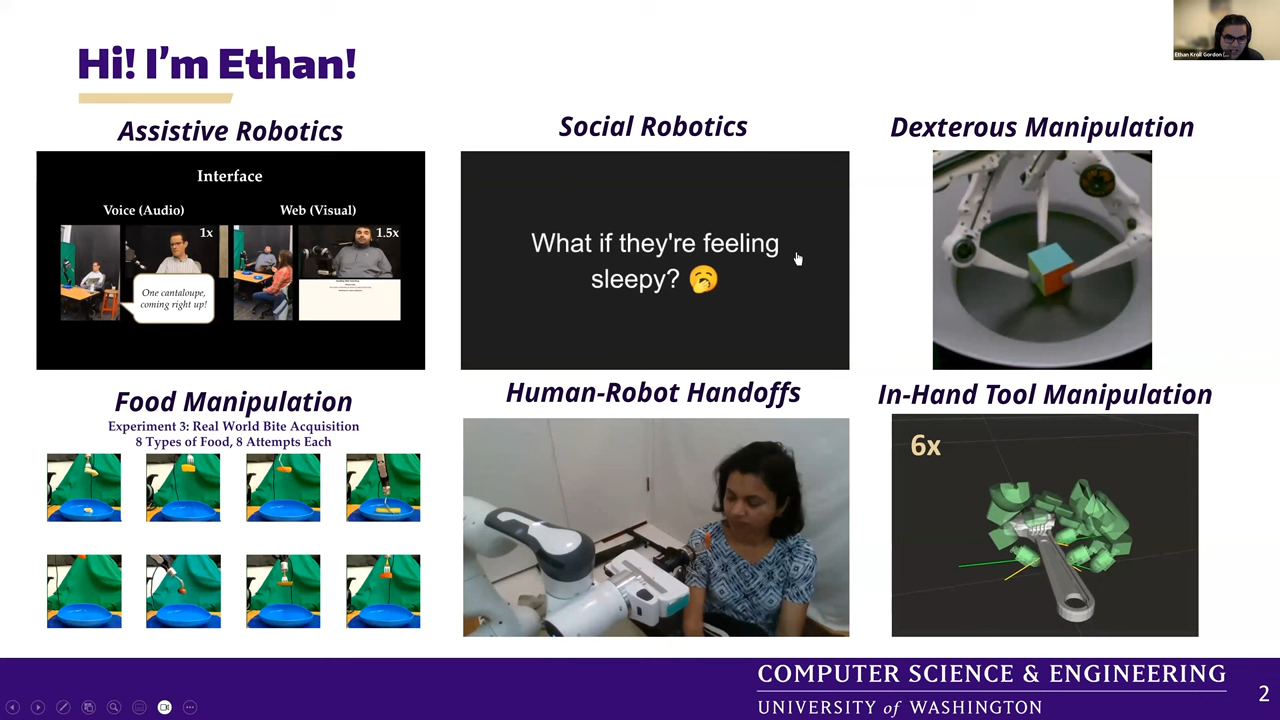 Hi! I'm Ethan!
Ethan Kroll Gordon (...
Assistive Robotics
Interface
Voice (Audio)
Web (Visual)
1x
1.5x
One cantaloupe,
coming right up!
Social Robotics
What if they're feeling
sleepy? 🥱
Dexterous Manipulation
Food Manipulation
Experiment 3: Real World Bite Acquisition
8 Types of Food, 8 Attempts Each
Human-Robot Handoffs
In-Hand Tool Manipulation
6x
COMPUTER SCIENCE & ENGINEERING
UNIVERSITY of WASHINGTON
2